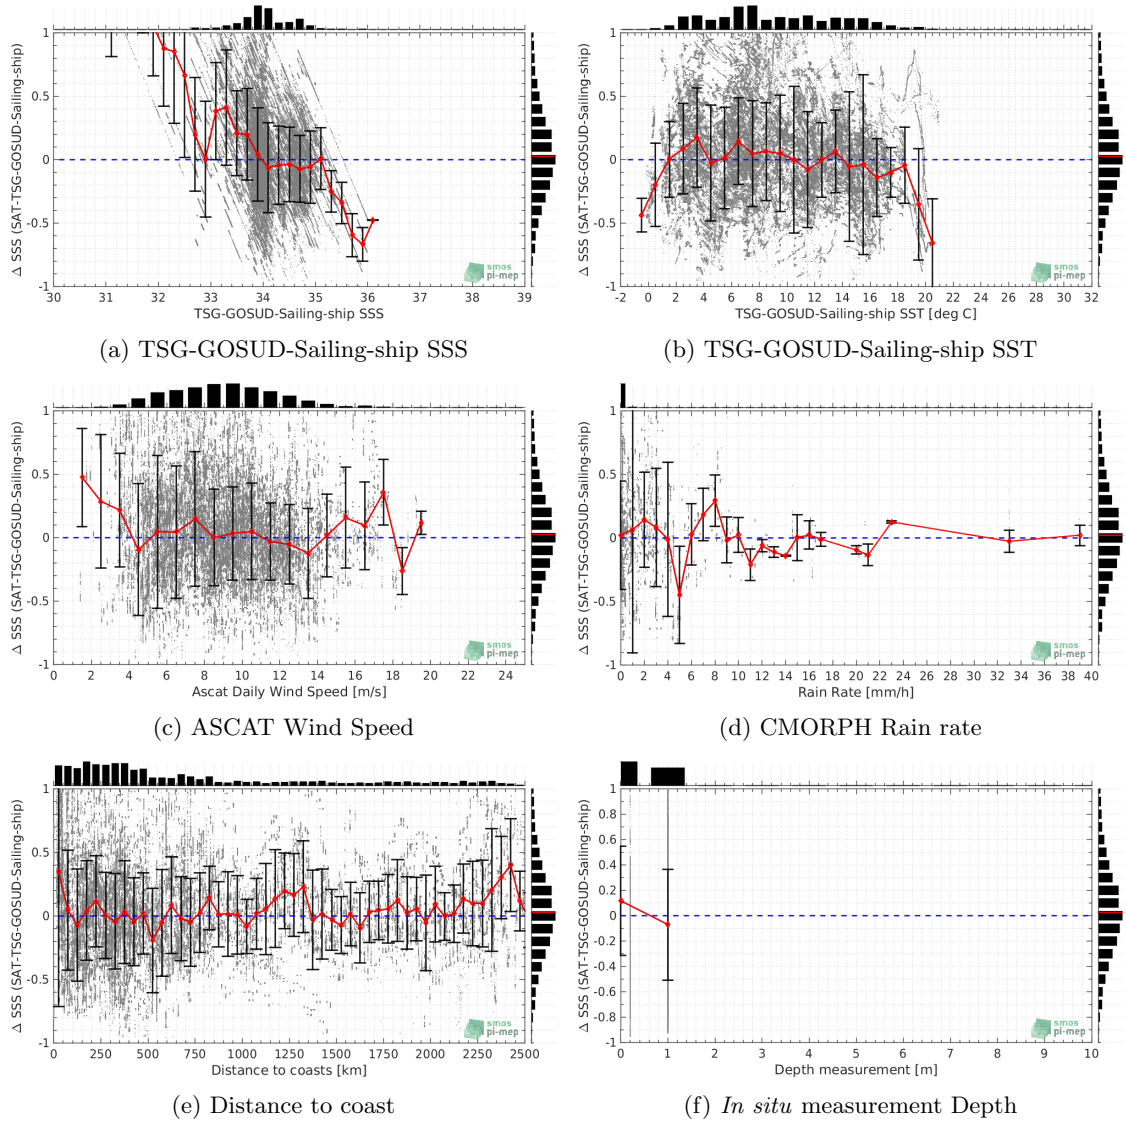 Δ SSS (SAT-TSG-GOSUD-Sailing-ship)
1
0.5
0
-0.5
-1
30 31 32 33 34 35 36 37 38 39
TSG-GOSUD-Sailing-ship SSS
smos
pi-mep
(a) TSG-GOSUD-Sailing-ship SSS
Δ SSS (SAT-TSG-GOSUD-Sailing-ship)
1
0.5
0
-0.5
-1
-2 0 2 4 6 8 10 12 14 16 18 20 22 24 26 28 30 32
TSG-GOSUD-Sailing-ship SST [deg C]
smos
pi-mep
(b) TSG-GOSUD-Sailing-ship SST
Δ SSS (SAT-TSG-GOSUD-Sailing-ship)
1
0.5
0
-0.5
-1
0 2 4 6 8 10 12 14 16 18 20 22 24
Ascat Daily Wind Speed [m/s]
smos
pi-mep
(c) ASCAT Wind Speed
Δ SSS (SAT-TSG-GOSUD-Sailing-ship)
1
0.5
0
-0.5
-1
0 2 4 6 8 10 12 14 16 18 20 22 24 26 28 30 32 34 36 38 40
Rain Rate [mm/h]
smos
pi-mep
(d) CMORPH Rain rate
Δ SSS (SAT-TSG-GOSUD-Sailing-ship)
1
0.5
0
-0.5
-1
0 250 500 750 1000 1250 1500 1750 2000 2250 2500
Distance to coasts [km]
smos
pi-mep
(e) Distance to coast
Δ SSS (SAT-TSG-GOSUD-Sailing-ship)
1
0.8
0.6
0.4
0.2
0
-0.2
-0.4
-0.6
-0.8
-1
0 1 2 3 4 5 6 7 8 9 10
Depth measurement [m]
smos
pi-mep
(f) In situ measurement Depth